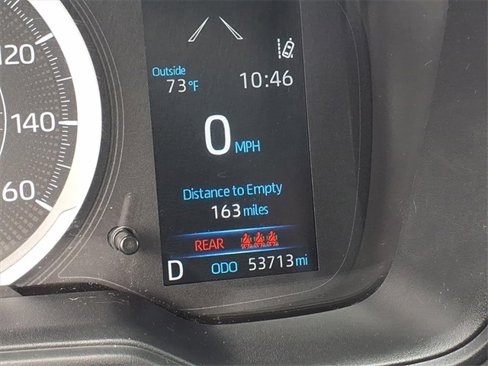 120
140
60
Outside
73 °F
10:46
0 MPH
Distance to Empty
163 miles
REAR
D ODO 53713 mi